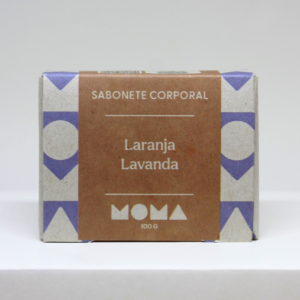 SABONETE CORPORAL
Laranja
Lavanda
MOMA
100 G